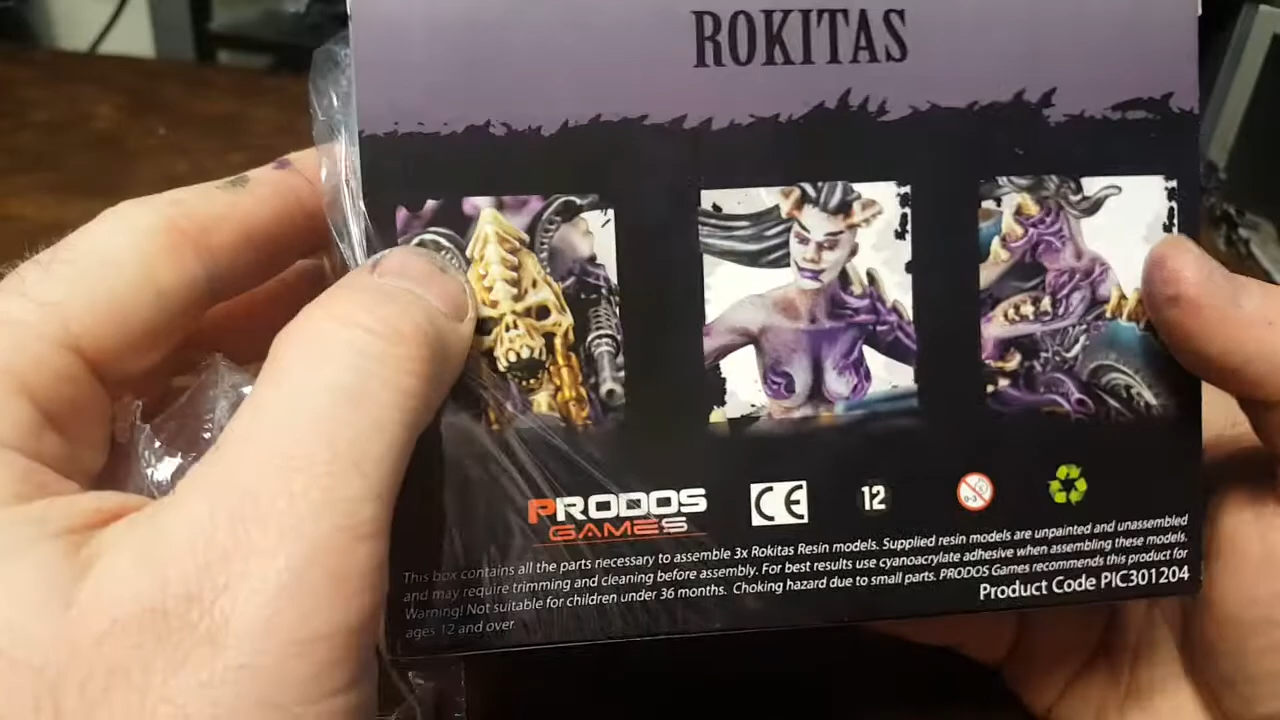 ROKITAS
PRODOS
GAMES
CE
12
0-3
This box contains all the parts necessary to assemble 3x Rokitas Resin models. Supplied resin models are unpainted and unassembled
and may require trimming and cleaning before assembly. For best results use cyanoacrylate adhesive when assembling these models.
Warning! Not suitable for children under 36 months. Choking hazard due to small parts. PRODOS Games recommends this product for
ages 12 and over.
Product Code PIC301204